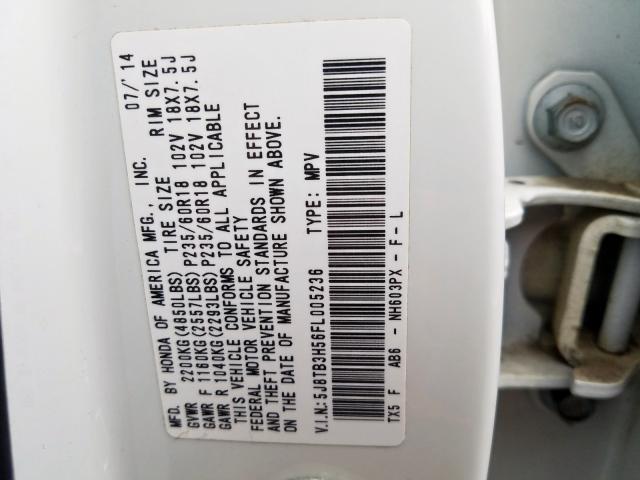 MFD. BY HONDA OF AMERICA MFG., INC. 07/'14
GVWR 2200KG(4850LBS) TIRE SIZE RIM SIZE
GAWR F 1160KG(2557LBS)P235/60R18 102V 18X7.5J
GAWR R 1040KG(2293LBS)P235/60R18 102V 18X7.5J
THIS VEHICLE CONFORMS TO ALL APPLICABLE
FEDERAL MOTOR VEHICLE SAFETY
AND THEFT PREVENTION STANDARDS IN EFFECT
ON THE DATE OF MANUFACTURE SHOWN ABOVE.
V.I.N.:5J8TB3H56FL005236 TYPE: MPV
TX5 F AB6 - NH603PX - F - L